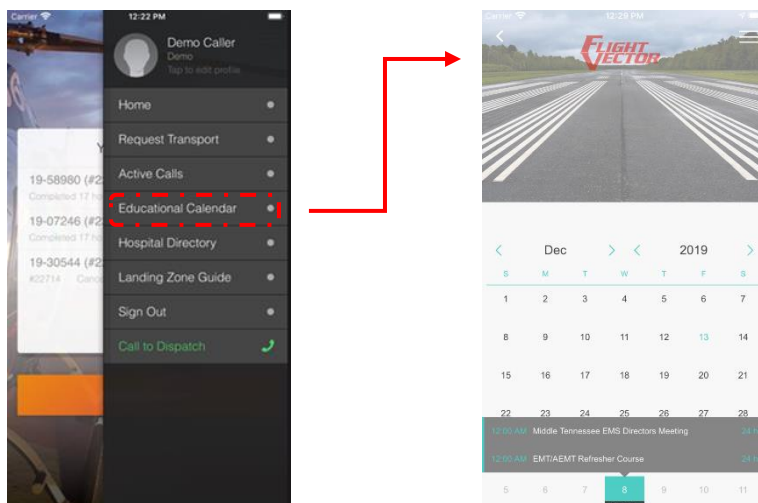 Carrier
12:22 PM
Demo Caller
Demo
Tap to edit profile
Home
Request Transport
Active Calls
Educational Calendar
Hospital Directory
Landing Zone Guide
Sign Out
Call to Dispatch
Y
19-58980 (#2
Completed 17 ho
19-07246 (#2
Completed 17 ho
19-30544 (#2
#22714 Cance
Carrier 12:29 PM
FLIGHT
VECTOR
Dec 2019
S M T W T F S
1 2 3 4 5 6 7
8 9 10 11 12 13 14
15 16 17 18 19 20 21
22 23 24 25 26 27 28
12:00 AM Middle Tennessee EMS Directors Meeting 24 h
12:00 AM EMT/AEMT Refresher Course 24 h
5 6 7 8 9 10 11